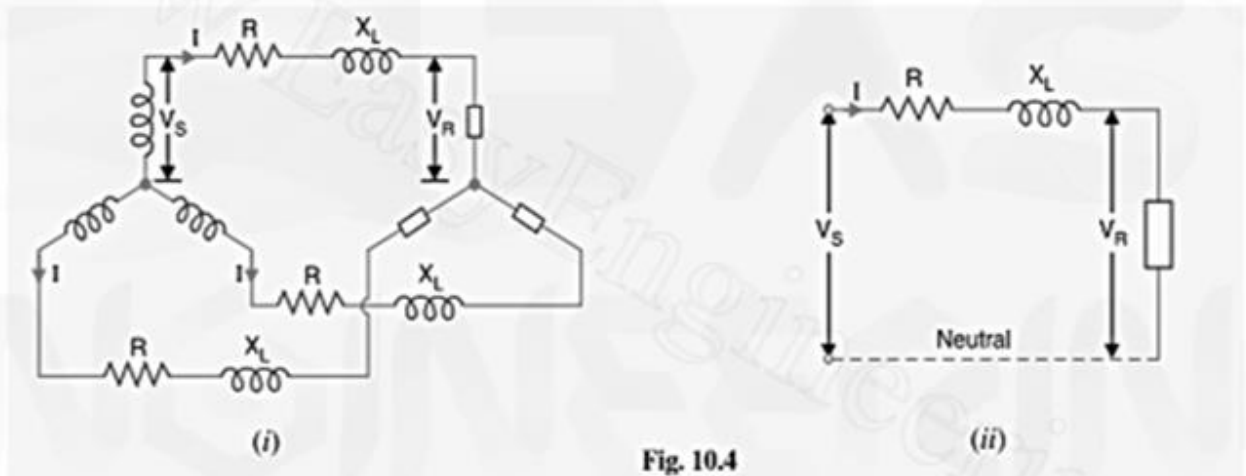 I R X_L
V_S V_R
I I R X_L
R X_L
(i)
I R X_L
V_S V_R
Neutral
(ii)
Fig. 10.4